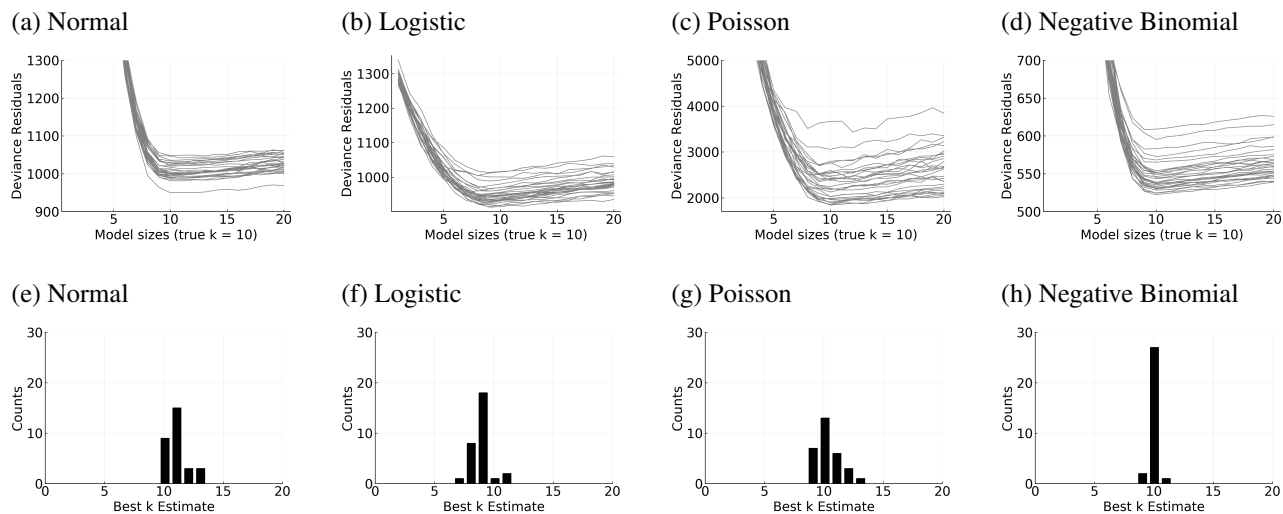 (a) Normal
(b) Logistic
(c) Poisson
(d) Negative Binomial
1300
1200
1100
1000
900
Deviance Residuals
5 10 15 20
Model sizes (true k = 10)
1300
1200
1100
1000
Deviance Residuals
5 10 15 20
Model sizes (true k = 10)
5000
4000
3000
2000
Deviance Residuals
5 10 15 20
Model sizes (true k = 10)
700
650
600
550
500
Deviance Residuals
5 10 15 20
Model sizes (true k = 10)
(e) Normal
(f) Logistic
(g) Poisson
(h) Negative Binomial
30
20
10
0
Counts
0 5 10 15 20
Best k Estimate
30
20
10
0
Counts
0 5 10 15 20
Best k Estimate
30
20
10
0
Counts
0 5 10 15 20
Best k Estimate
30
20
10
0
Counts
0 5 10 15 20
Best k Estimate